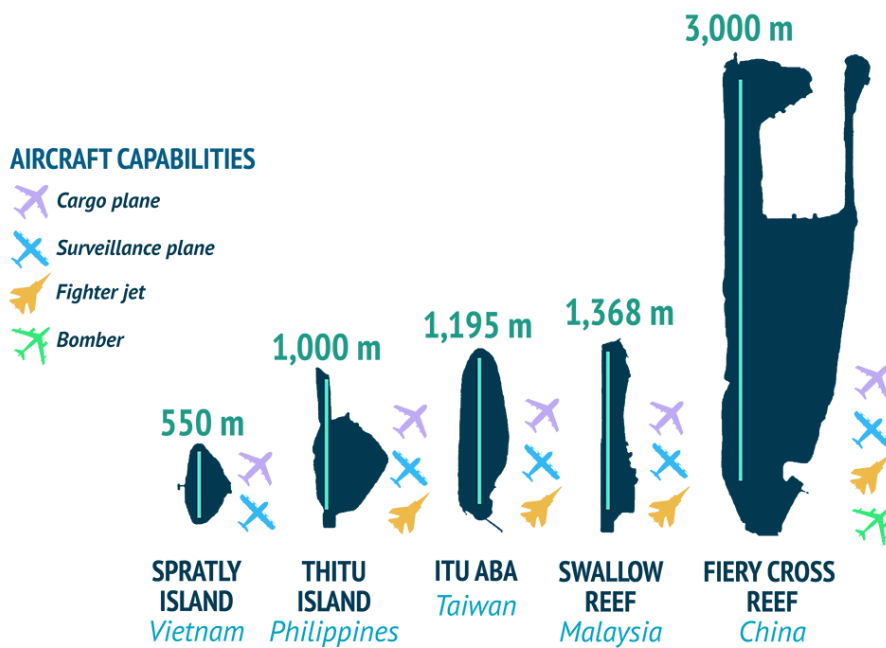 AIRCRAFT CAPABILITIES
Cargo plane
Surveillance plane
Fighter jet
Bomber
550 m
1,000 m
1,195 m
1,368 m
3,000 m
SPRATLY
ISLAND
Vietnam
THITU
ISLAND
Philippines
ITU ABA
Taiwan
SWALLOW
REEF
Malaysia
FIERY CROSS
REEF
China